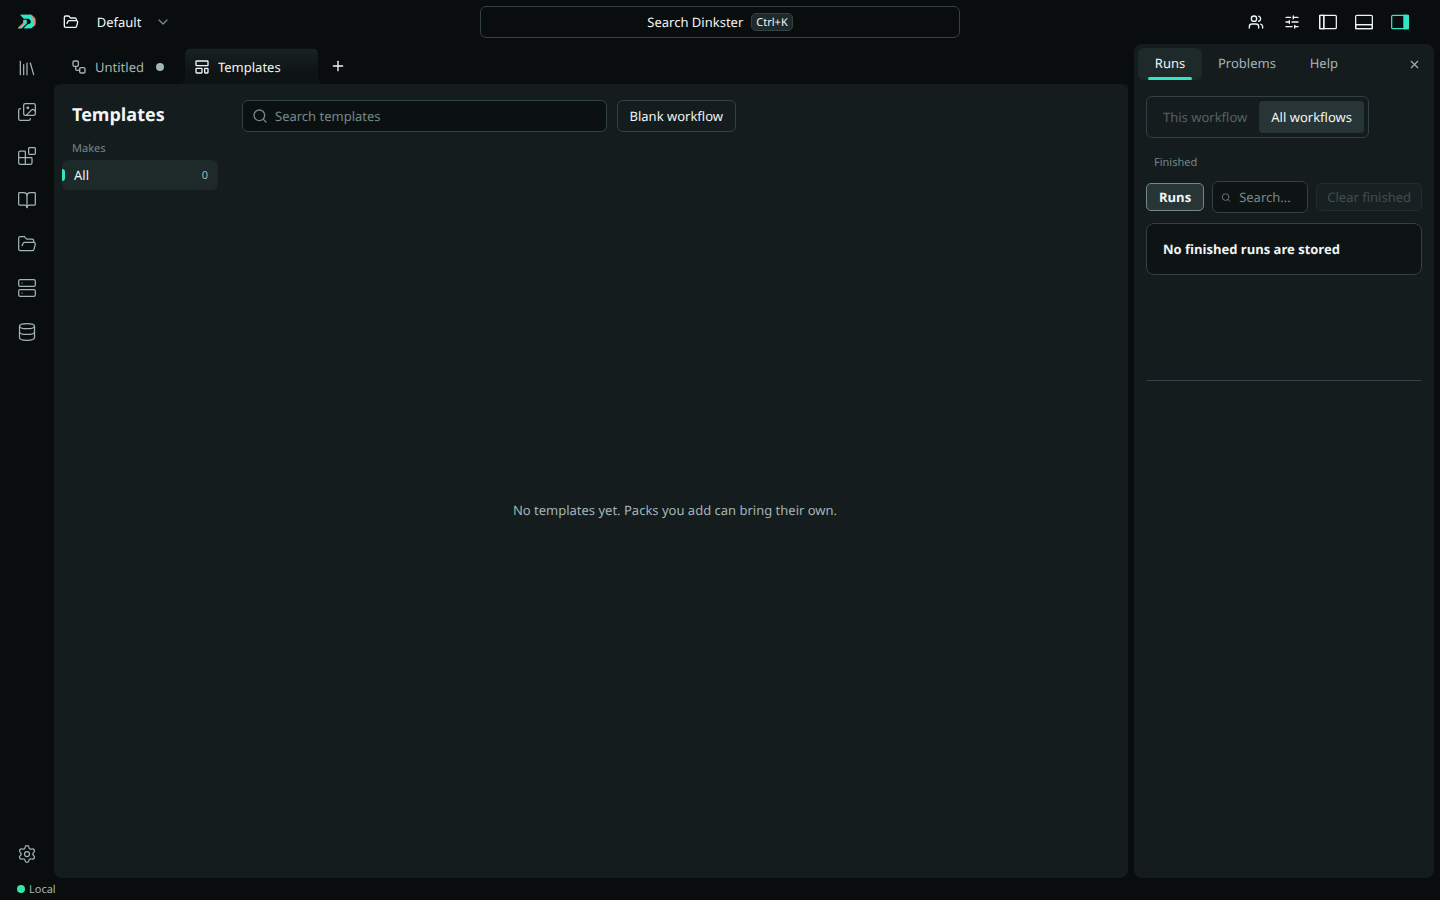 Default
Search Dinkster Ctrl+K
Untitled
Templates
Runs
Problems
Help
Templates
Search templates
Blank workflow
Makes
All 0
No templates yet. Packs you add can bring their own.
This workflow
All workflows
Finished
Runs
Search...
Clear finished
No finished runs are stored
Local